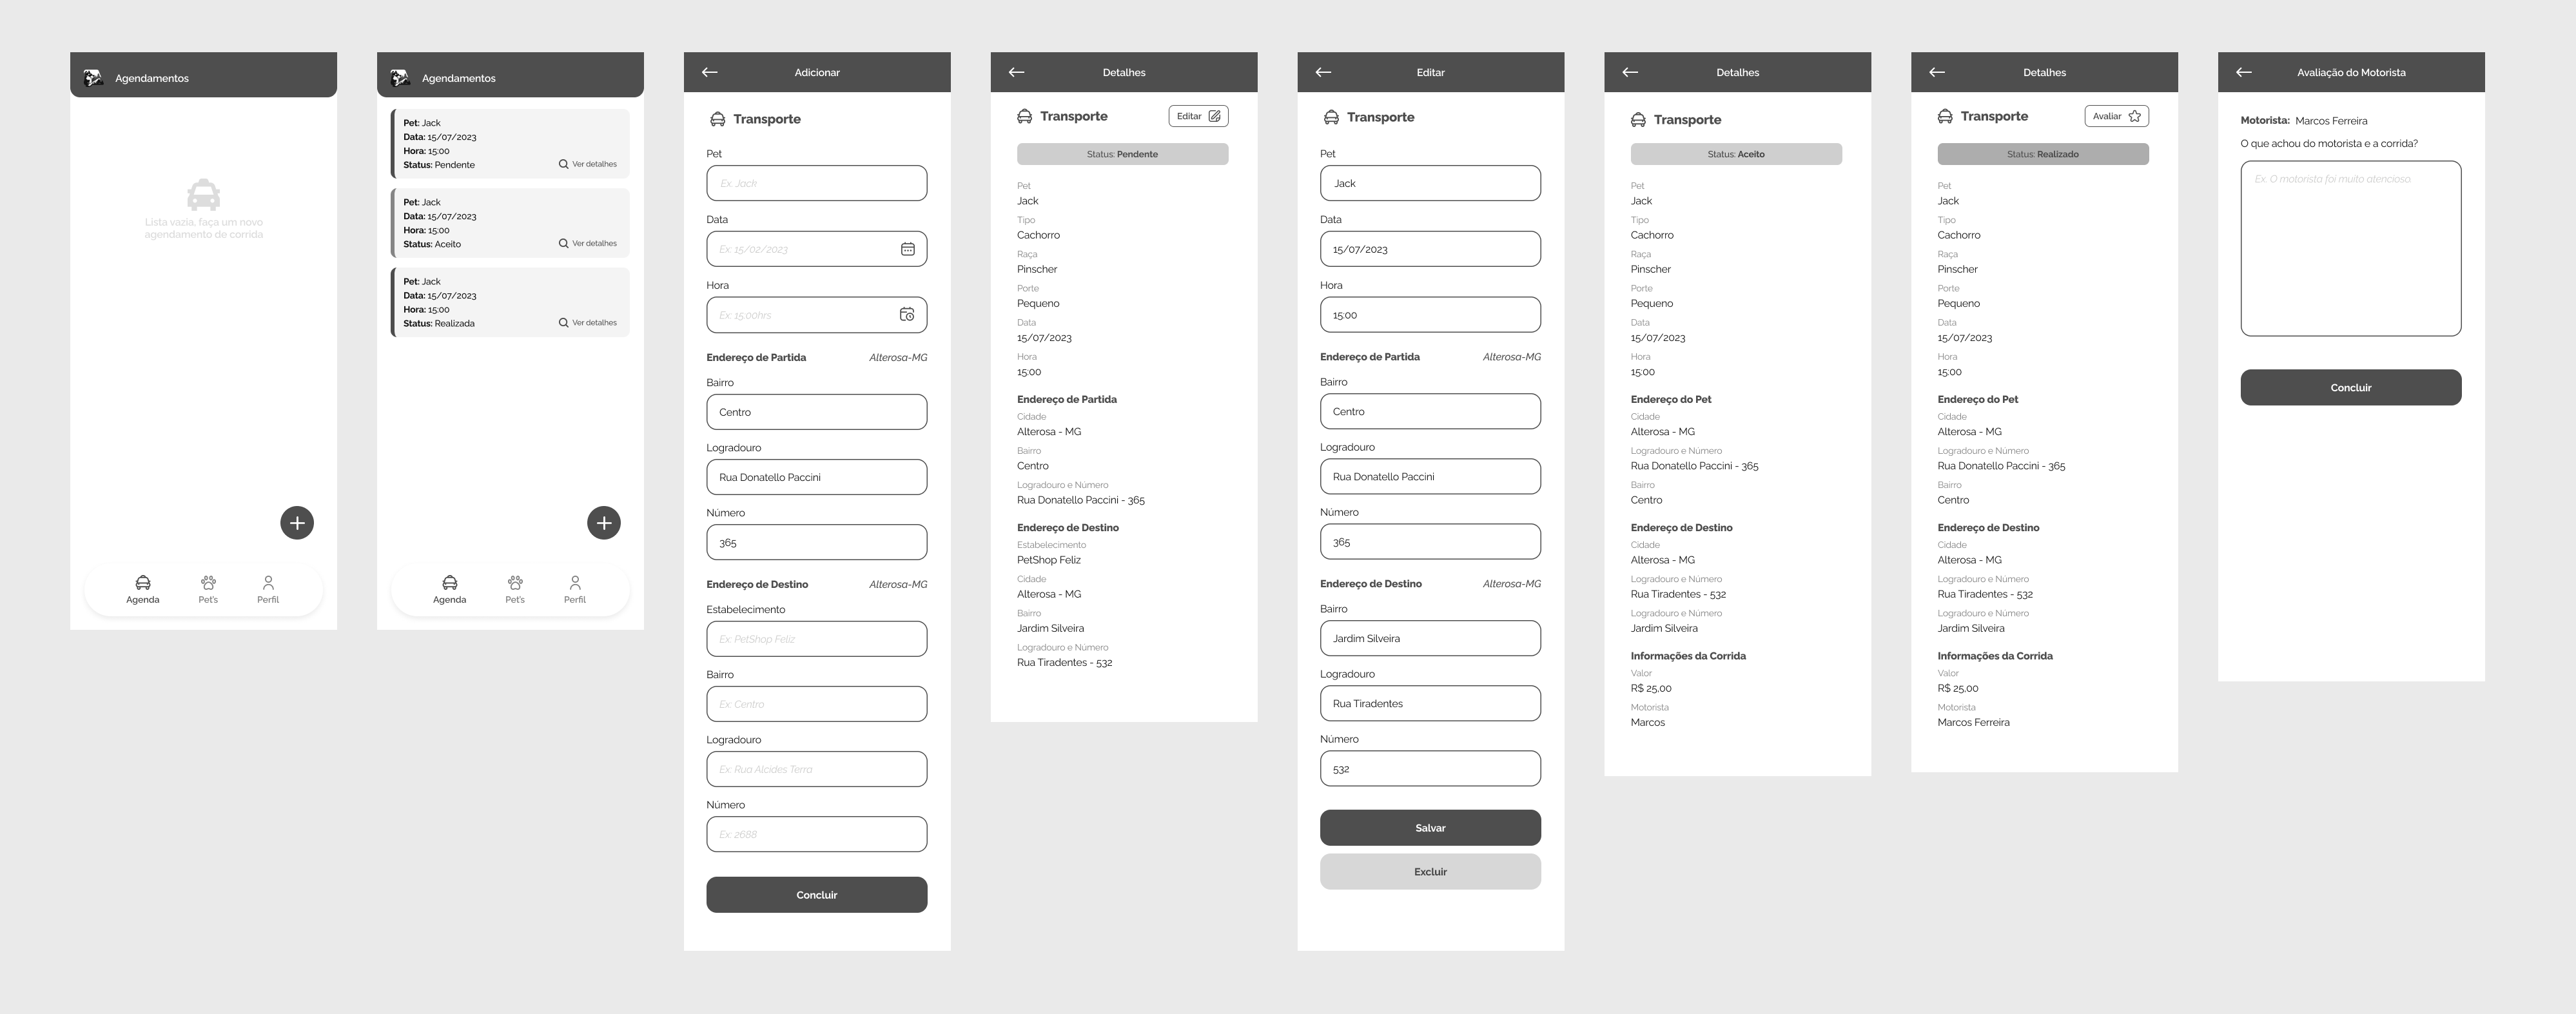 Agendamentos
Lista vazia, faça um novo
agendamento de corrida
Agenda
Pet's
Perfil
Agendamentos
Pet: Jack
Data: 15/07/2023
Hora: 15:00
Status: Pendente
Ver detalhes
Pet: Jack
Data: 15/07/2023
Hora: 15:00
Status: Aceito
Ver detalhes
Pet: Jack
Data: 15/07/2023
Hora: 15:00
Status: Realizada
Ver detalhes
Agenda
Pet's
Perfil
Adicionar
Transporte
Pet
Ex. Jack
Data
Ex: 15/02/2023
Hora
Ex: 15:00hrs
Endereço de Partida
Alterosa-MG
Bairro
Centro
Logradouro
Rua Donatello Paccini
Número
365
Endereço de Destino
Alterosa-MG
Estabelecimento
Ex: PetShop Feliz
Bairro
Ex: Centro
Logradouro
Ex: Rua Alcides Terra
Número
Ex: 2688
Concluir
Detalhes
Transporte
Editar
Status: Pendente
Pet
Jack
Tipo
Cachorro
Raça
Pinscher
Porte
Pequeno
Data
15/07/2023
Hora
15:00
Endereço de Partida
Cidade
Alterosa - MG
Bairro
Centro
Logradouro e Número
Rua Donatello Paccini - 365
Endereço de Destino
Estabelecimento
PetShop Feliz
Cidade
Alterosa - MG
Bairro
Jardim Silveira
Logradouro e Número
Rua Tiradentes - 532
Editar
Transporte
Pet
Jack
Data
15/07/2023
Hora
15:00
Endereço de Partida
Alterosa-MG
Bairro
Centro
Logradouro
Rua Donatello Paccini
Número
365
Endereço de Destino
Alterosa-MG
Bairro
Jardim Silveira
Logradouro
Rua Tiradentes
Número
532
Salvar
Excluir
Detalhes
Transporte
Status: Aceito
Pet
Jack
Tipo
Cachorro
Raça
Pinscher
Porte
Pequeno
Data
15/07/2023
Hora
15:00
Endereço do Pet
Cidade
Alterosa - MG
Logradouro e Número
Rua Donatello Paccini - 365
Bairro
Centro
Endereço de Destino
Cidade
Alterosa - MG
Logradouro e Número
Rua Tiradentes - 532
Logradouro e Número
Jardim Silveira
Informações da Corrida
Valor
R$ 25,00
Motorista
Marcos
Detalhes
Transporte
Avaliar
Status: Realizado
Pet
Jack
Tipo
Cachorro
Raça
Pinscher
Porte
Pequeno
Data
15/07/2023
Hora
15:00
Endereço do Pet
Cidade
Alterosa - MG
Logradouro e Número
Rua Donatello Paccini - 365
Bairro
Centro
Endereço de Destino
Cidade
Alterosa - MG
Logradouro e Número
Rua Tiradentes - 532
Logradouro e Número
Jardim Silveira
Informações da Corrida
Valor
R$ 25,00
Motorista
Marcos Ferreira
Avaliação do Motorista
Motorista: Marcos Ferreira
O que achou do motorista e a corrida?
Ex. O motorista foi muito atencioso
Concluir